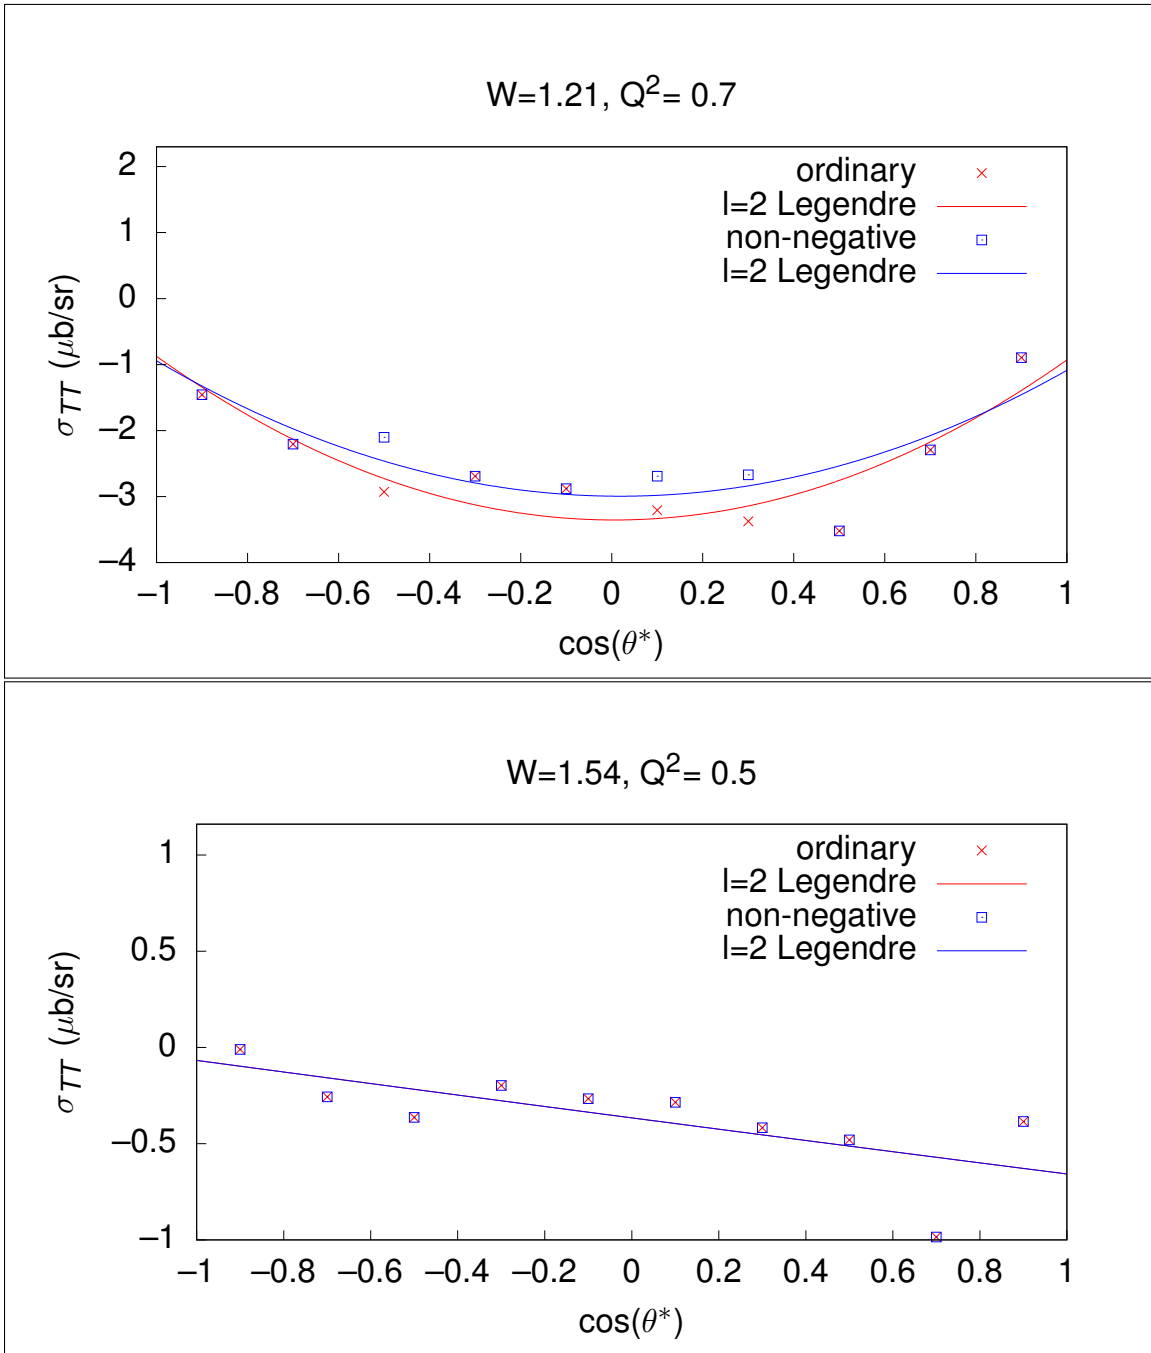 W=1.21, Q²= 0.7
2
1
0
−1
−2
−3
−4
σTT (μb/sr)
ordinary
l=2 Legendre
non-negative
l=2 Legendre
−1 −0.8 −0.6 −0.4 −0.2 0 0.2 0.4 0.6 0.8 1
cos(θ*)
W=1.54, Q²= 0.5
1
0.5
0
−0.5
−1
σTT (μb/sr)
ordinary
l=2 Legendre
non-negative
l=2 Legendre
−1 −0.8 −0.6 −0.4 −0.2 0 0.2 0.4 0.6 0.8 1
cos(θ*)